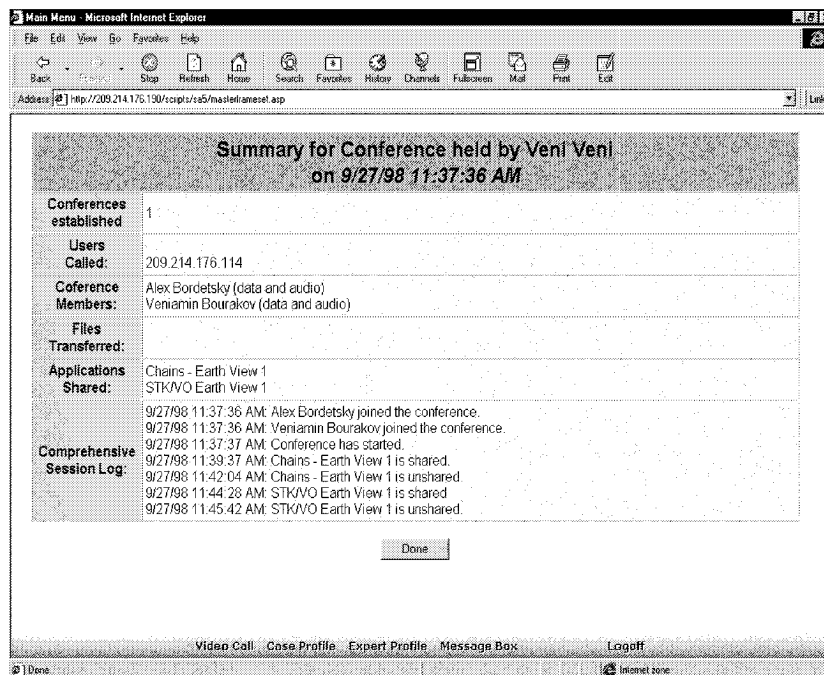 Main Menu - Microsoft Internet Explorer
File Edit View Go Favorites Help
Back Forward Stop Refresh Home Search Favorites History Channels Fullscreen Mail Print Edit
Address http://209.214.176.190/scripts/sa5/masterframeset.asp Link
Summary for Conference held by Veni Veni
on 9/27/98 11:37:36 AM
Conferences
established
1
Users
Called:
209.214.176.114
Coference
Members:
Alex Bordetsky (data and audio)
Veniamin Bourakov (data and audio)
Files
Transferred:
Applications
Shared:
Chains - Earth View 1
STK/VO Earth View 1
Comprehensive
Session Log:
9/27/98 11:37:36 AM: Alex Bordetsky joined the conference.
9/27/98 11:37:36 AM: Veniamin Bourakov joined the conference.
9/27/98 11:37:37 AM: Conference has started.
9/27/98 11:39:37 AM: Chains - Earth View 1 is shared.
9/27/98 11:42:04 AM: Chains - Earth View 1 is unshared.
9/27/98 11:44:28 AM: STK/VO Earth View 1 is shared
9/27/98 11:45:42 AM: STK/VO Earth View 1 is unshared.
Done
Video Call Case Profile Expert Profile Message Box Logoff
Done Internet zone